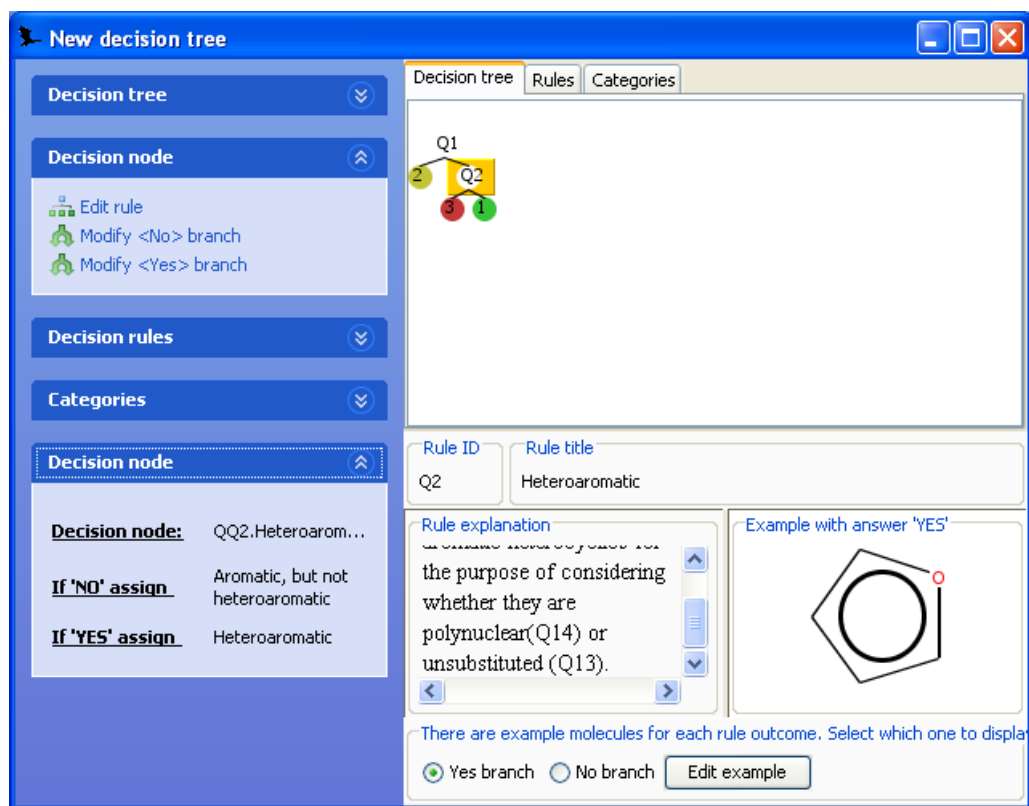 New decision tree
Decision tree
Decision node
Edit rule
Modify <No> branch
Modify <Yes> branch
Decision rules
Categories
Decision node
Decision node: QQ2.Heteroarom...
If 'NO' assign Aromatic, but not
heteroaromatic
If 'YES' assign Heteroaromatic
Decision tree Rules Categories
Q1
2 Q2
3 1
Rule ID Rule title
Q2 Heteroaromatic
Rule explanation
the purpose of considering
whether they are
polynuclear(Q14) or
unsubstituted (Q13).
Example with answer 'YES'
O
There are example molecules for each rule outcome. Select which one to displa
Yes branch No branch Edit example